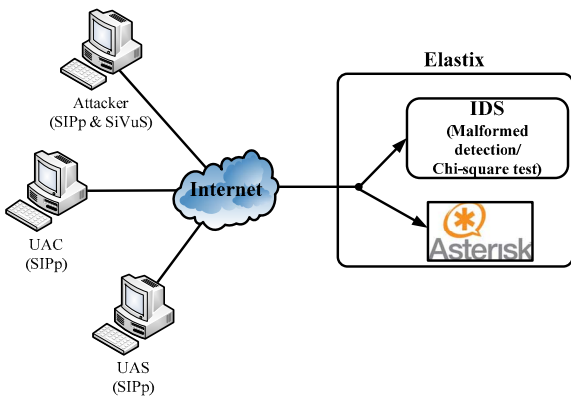 Elastix
IDS
(Malformed
detection/
Chi-square test)
Attacker
(SIPp & SiVuS)
Internet
Asterisk
UAC
(SIPp)
UAS
(SIPp)